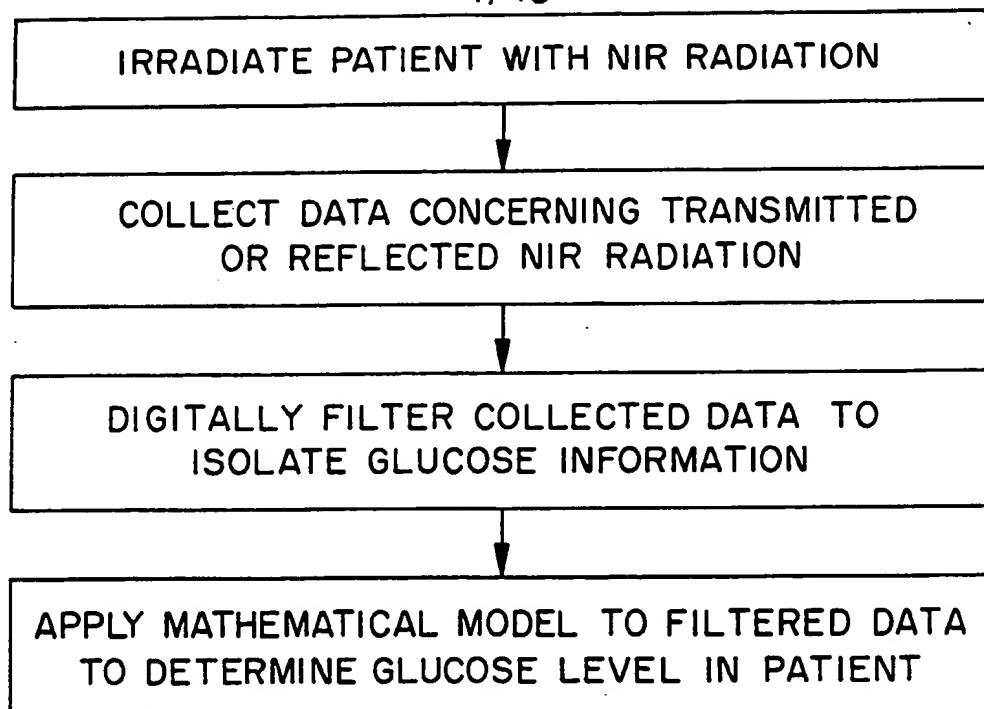 IRRADIATE PATIENT WITH NIR RADIATION
COLLECT DATA CONCERNING TRANSMITTED
OR REFLECTED NIR RADIATION
DIGITALLY FILTER COLLECTED DATA TO
ISOLATE GLUCOSE INFORMATION
APPLY MATHEMATICAL MODEL TO FILTERED DATA
TO DETERMINE GLUCOSE LEVEL IN PATIENT